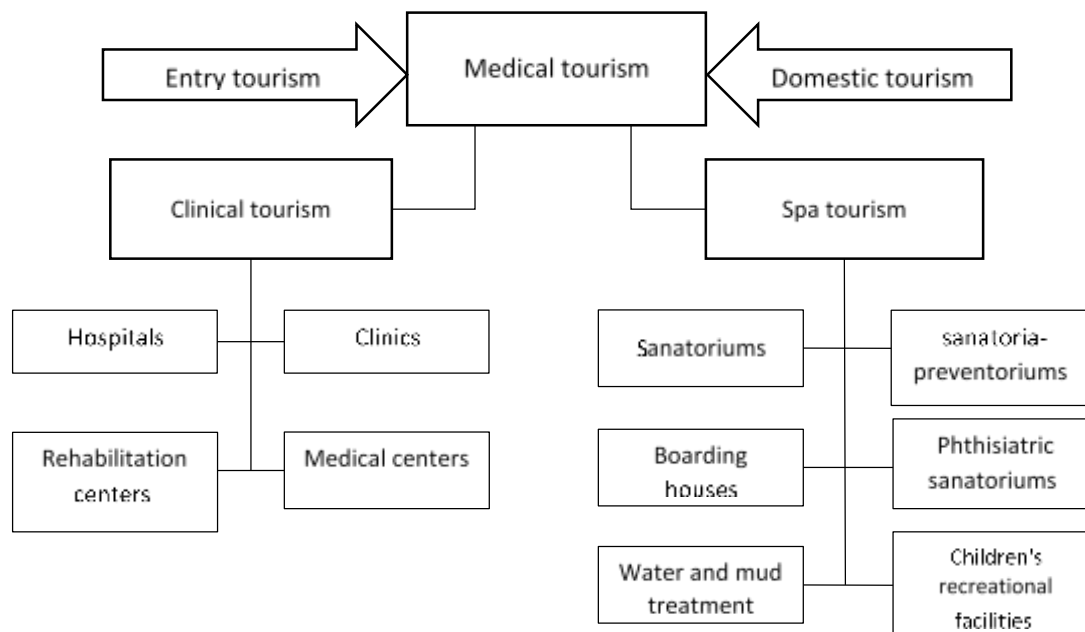 Medical tourism
Entry tourism
Domestic tourism
Clinical tourism
Spa tourism
Hospitals
Clinics
Sanatoriums
sanatoria-
preventoriums
Rehabilitation
centers
Medical centers
Boarding
houses
Phthisiatric
sanatoriums
Water and mud
treatment
Children's
recreational
facilities